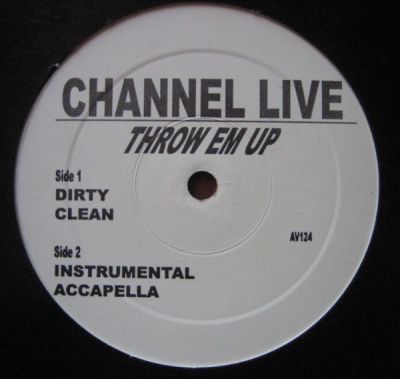 CHANNEL LIVE
THROW EM UP
Side 1
DIRTY
CLEAN
AV124
Side 2
INSTRUMENTAL
ACCAPELLA